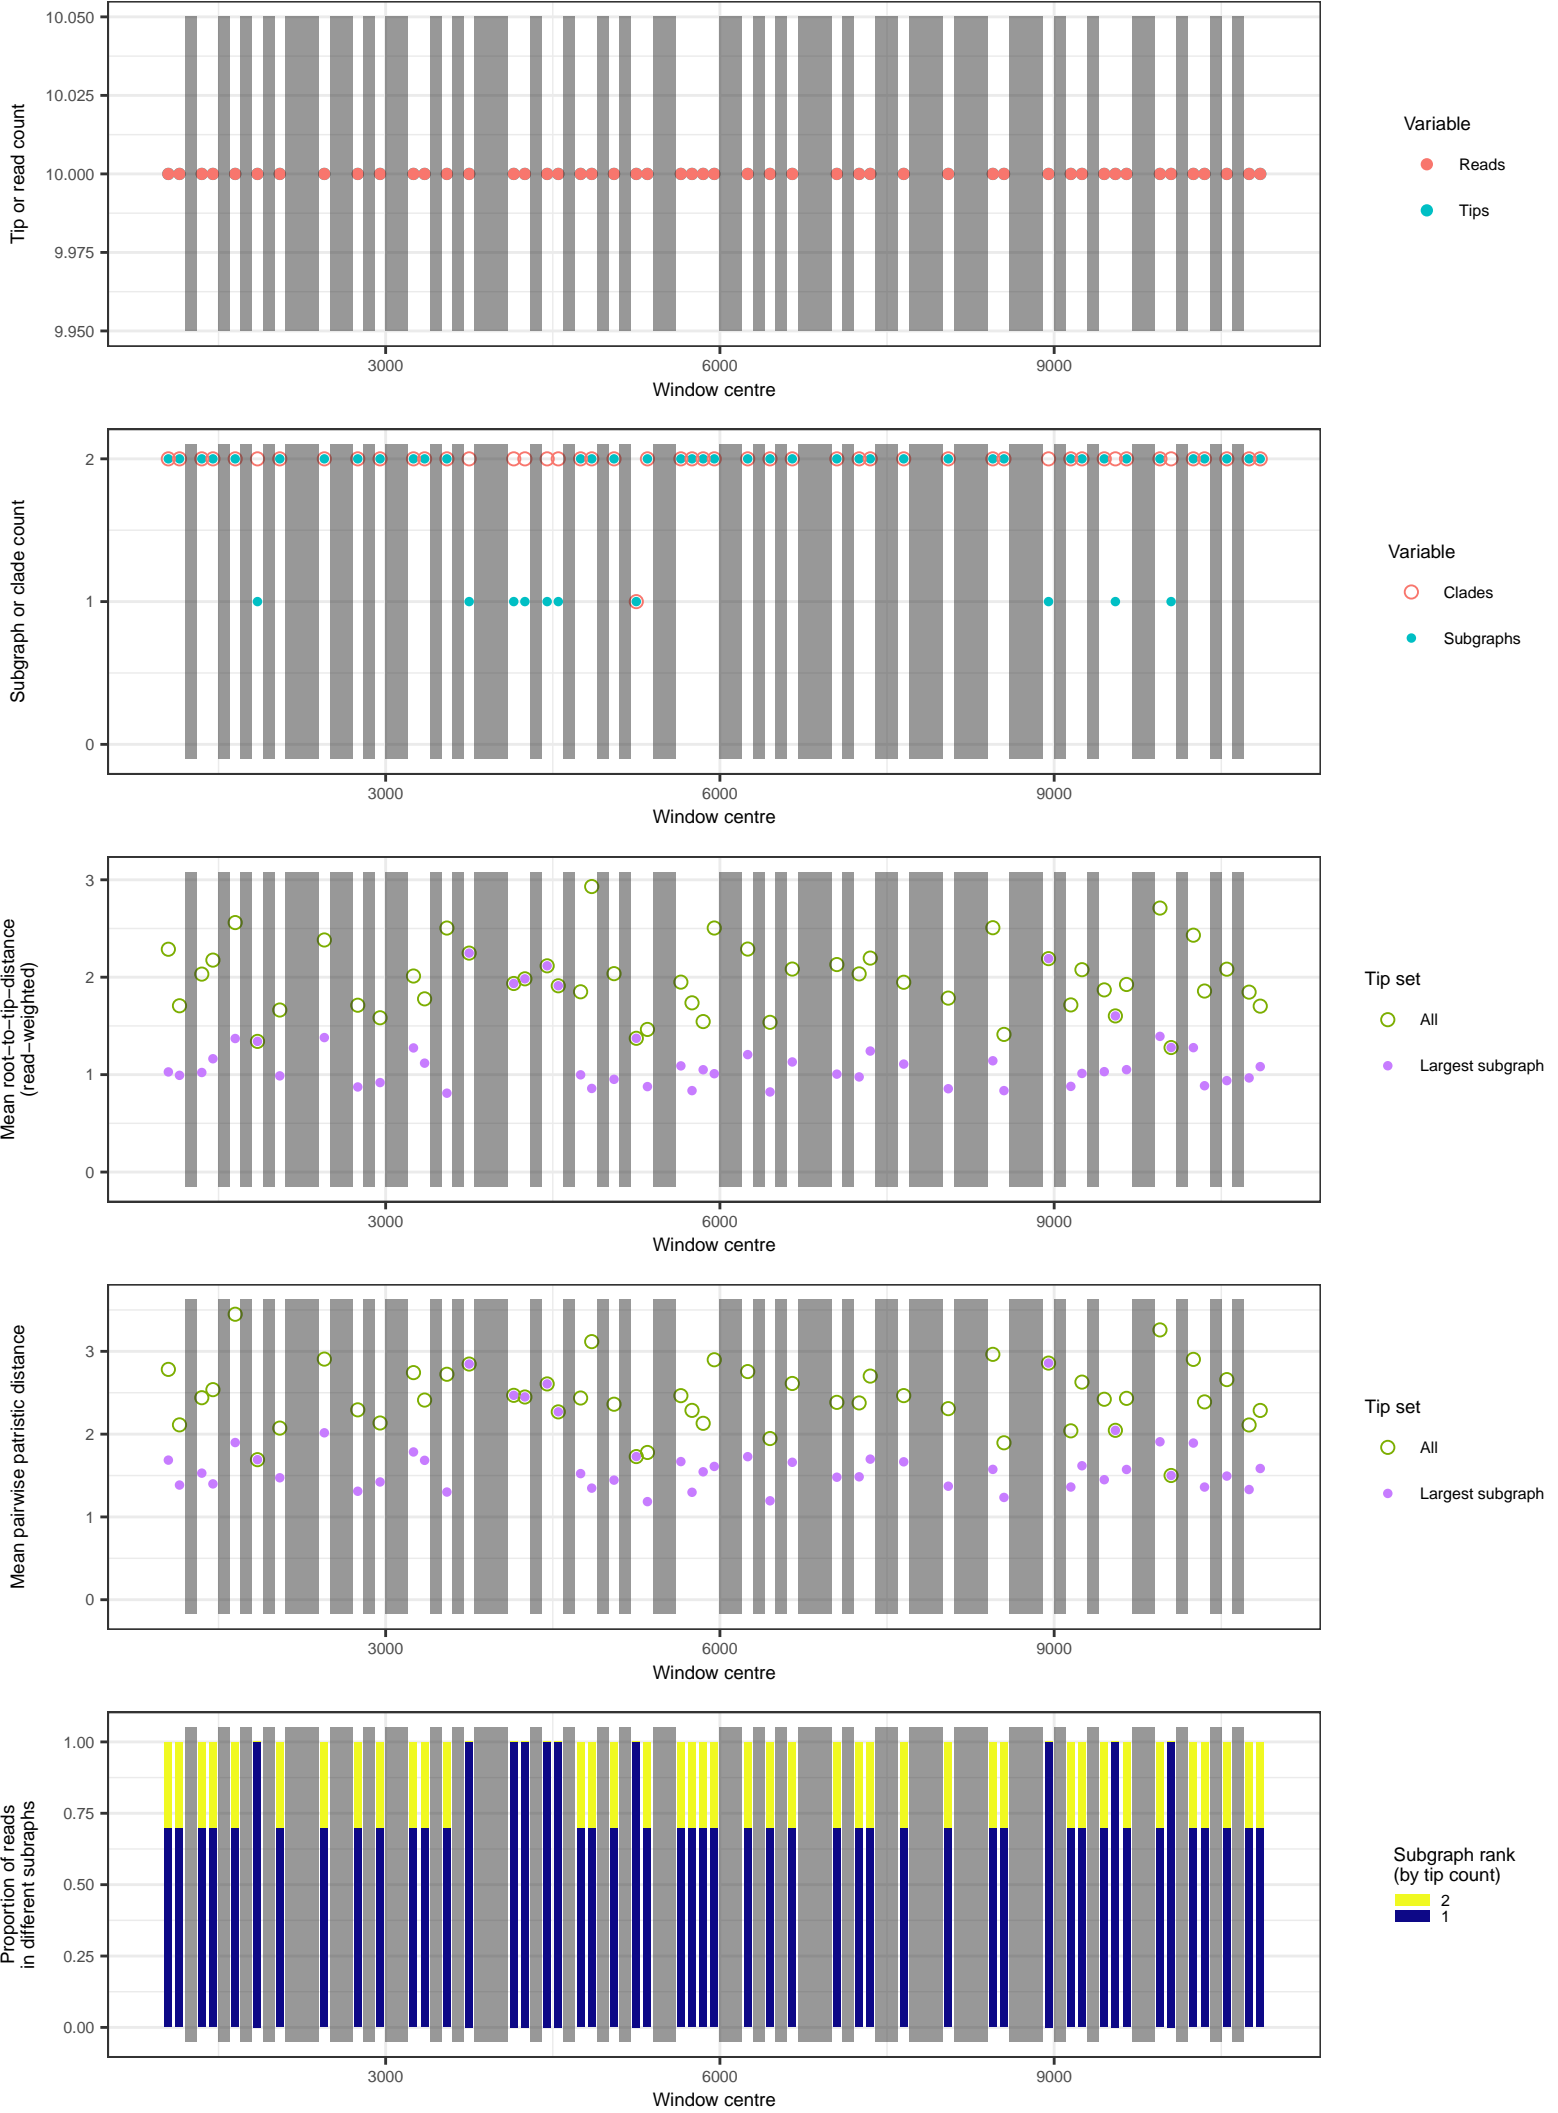 10.050
10.025
10.000
9.975
9.950
Tip or read count
3000
6000
9000
Window centre
Variable
Reads
Tips
2
1
0
Subgraph or clade count
3000
6000
9000
Window centre
Variable
Clades
Subgraphs
3
2
1
0
Mean root−to−tip−distance
(read−weighted)
3000
6000
9000
Window centre
Tip set
All
Largest subgraph
3
2
1
0
Mean pairwise patristic distance
3000
6000
9000
Window centre
Tip set
All
Largest subgraph
1.00
0.75
0.50
0.25
0.00
Proportion of reads
in different subraphs
3000
6000
9000
Window centre
Subgraph rank
(by tip count)
2
1